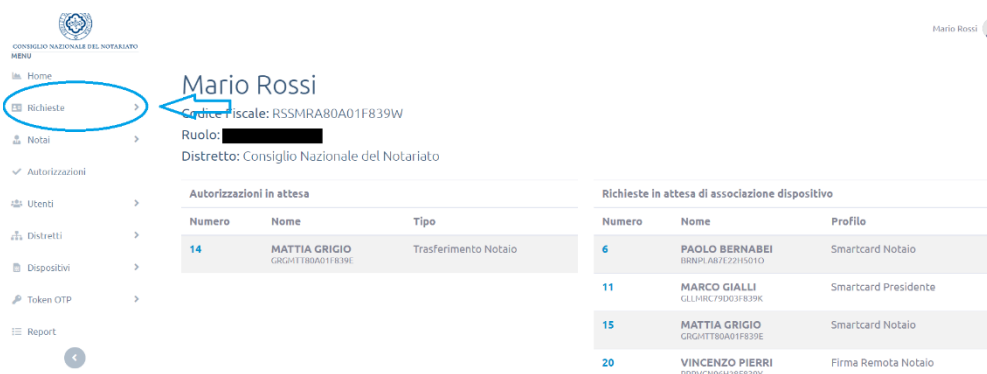 CONSIGLIO NAZIONALE DEL NOTARIATO
MENU
Mario Rossi
Home
Richieste
Notai
Autorizzazioni
Utenti
Distretti
Dispositivi
Token OTP
Report
Mario Rossi
Codice Fiscale: RSSMRA80A01F839W
Ruolo:
Distretto: Consiglio Nazionale del Notariato
Autorizzazioni in attesa
Numero Nome Tipo
14 MATTIA GRIGIO Trasferimento Notaio
GRGMTT80A01F839E
Richieste in attesa di associazione dispositivo
Numero Nome Profilo
6 PAOLO BERNABEI Smartcard Notaio
BRNPLA87E22H501O
11 MARCO GIALLI Smartcard Presidente
GLLMRC79D03F839K
15 MATTIA GRIGIO Smartcard Notaio
GRGMTT80A01F839E
20 VINCENZO PIERRI Firma Remota Notaio